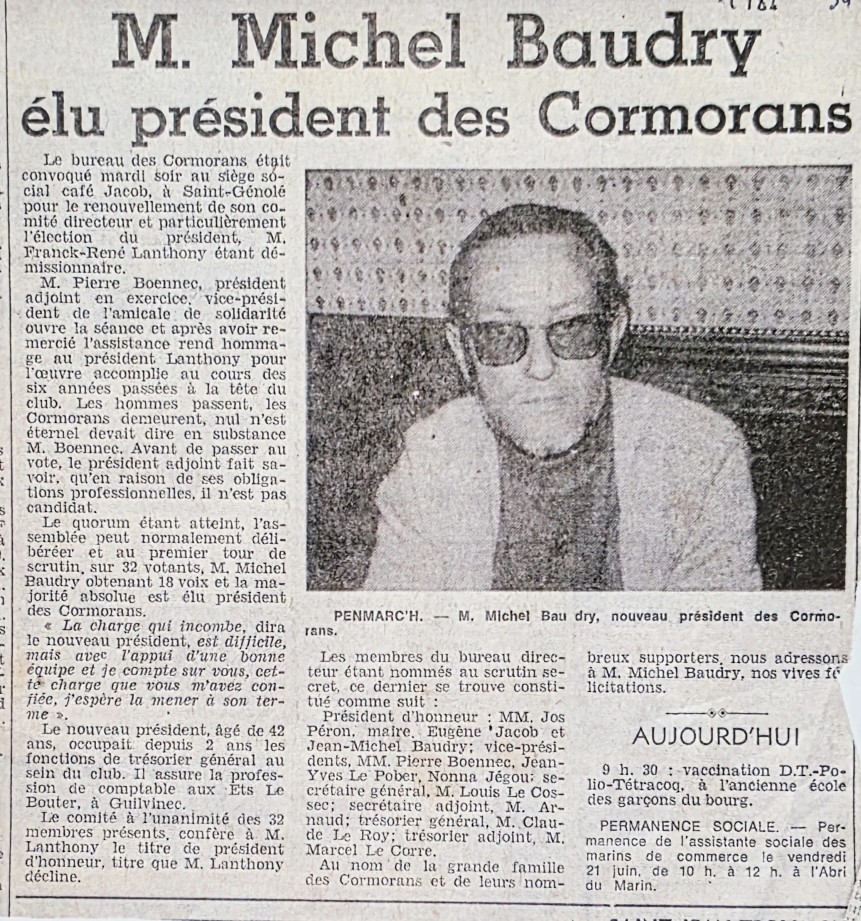 M. Michel Baudry
élu président des Cormorans
Le bureau des Cormorans était
convoqué mardi soir au siège so-
cial café Jacob, à Saint-Génolé
pour le renouvellement de son co-
mité directeur et particulièrement
l'élection du président, M.
Franck-René Lanthony étant dé-
missionnaire.
M. Pierre Boennec, président
adjoint en exercice, vice-prési-
dent de l'amicale de solidarité
ouvre la séance et après avoir re-
mercié l'assistance rend homma-
ge au président Lanthony pour
l'œuvre accomplie au cours des
six années passées à la tête du
club. Les hommes passent, les
Cormorans demeurent, nul n'est
éternel devait dire en substance
M. Boennec. Avant de passer au
vote, le président adjoint fait sa-
voir, qu'en raison de ses obliga-
tions professionnelles, il n'est pas
candidat.
Le quorum étant atteint, l'as-
semblée peut normalement déli-
béréer et au premier tour de
scrutin, sur 32 votants, M. Michel
Baudry obtenant 18 voix et la ma-
jorité absolue est élu président
des Cormorans.
« La charge qui incombe, dira
le nouveau président, est difficile,
mais avec l'appui d'une bonne
équipe et je compte sur vous, cet-
te charge que vous m'avez con-
fiée, j'espère la mener à son ter-
me ».
Le nouveau président, âgé de 42
ans, occupait depuis 2 ans les
fonctions de trésorier général au
sein du club. Il assure la profes-
sion de comptable aux Ets Le
Bouter, à Guilvinec.
Le comité à l'unanimité des 32
membres présents, confère à M.
Lanthony le titre de président
d'honneur, titre que M. Lanthony
décline.
PENMARC'H. — M. Michel Bau dry, nouveau président des Cormo-
rans.
Les membres du bureau direc-
teur étant nommés au scrutin se-
cret, ce dernier se trouve consti-
tué comme suit :
Président d'honneur : MM. Jos
Péron, maire, Eugène Jacob et
Jean-Michel Baudry; vice-prési-
dents, MM. Pierre Boennec, Jean-
Yves Le Pober, Nonna Jégou; se-
crétaire général, M. Louis Le Cos-
sec; secrétaire adjoint, M. Ar-
naud; trésorier général, M. Clau-
de Le Roy; trésorier adjoint, M.
Marcel Le Corre.
Au nom de la grande famille
des Cormorans et de leurs nom-
breux supporters, nous adressons
à M. Michel Baudry, nos vives fé
licitations.
AUJOURD'HUI
9 h. 30 : vaccination D.T.-Po-
lio-Tétracoq, à l'ancienne école
des garçons du bourg.
PERMANENCE SOCIALE. — Per-
manence de l'assistante sociale des
marins de commerce le vendredi
21 juin, de 10 h. à 12 h. à l'Abri
du Marin.